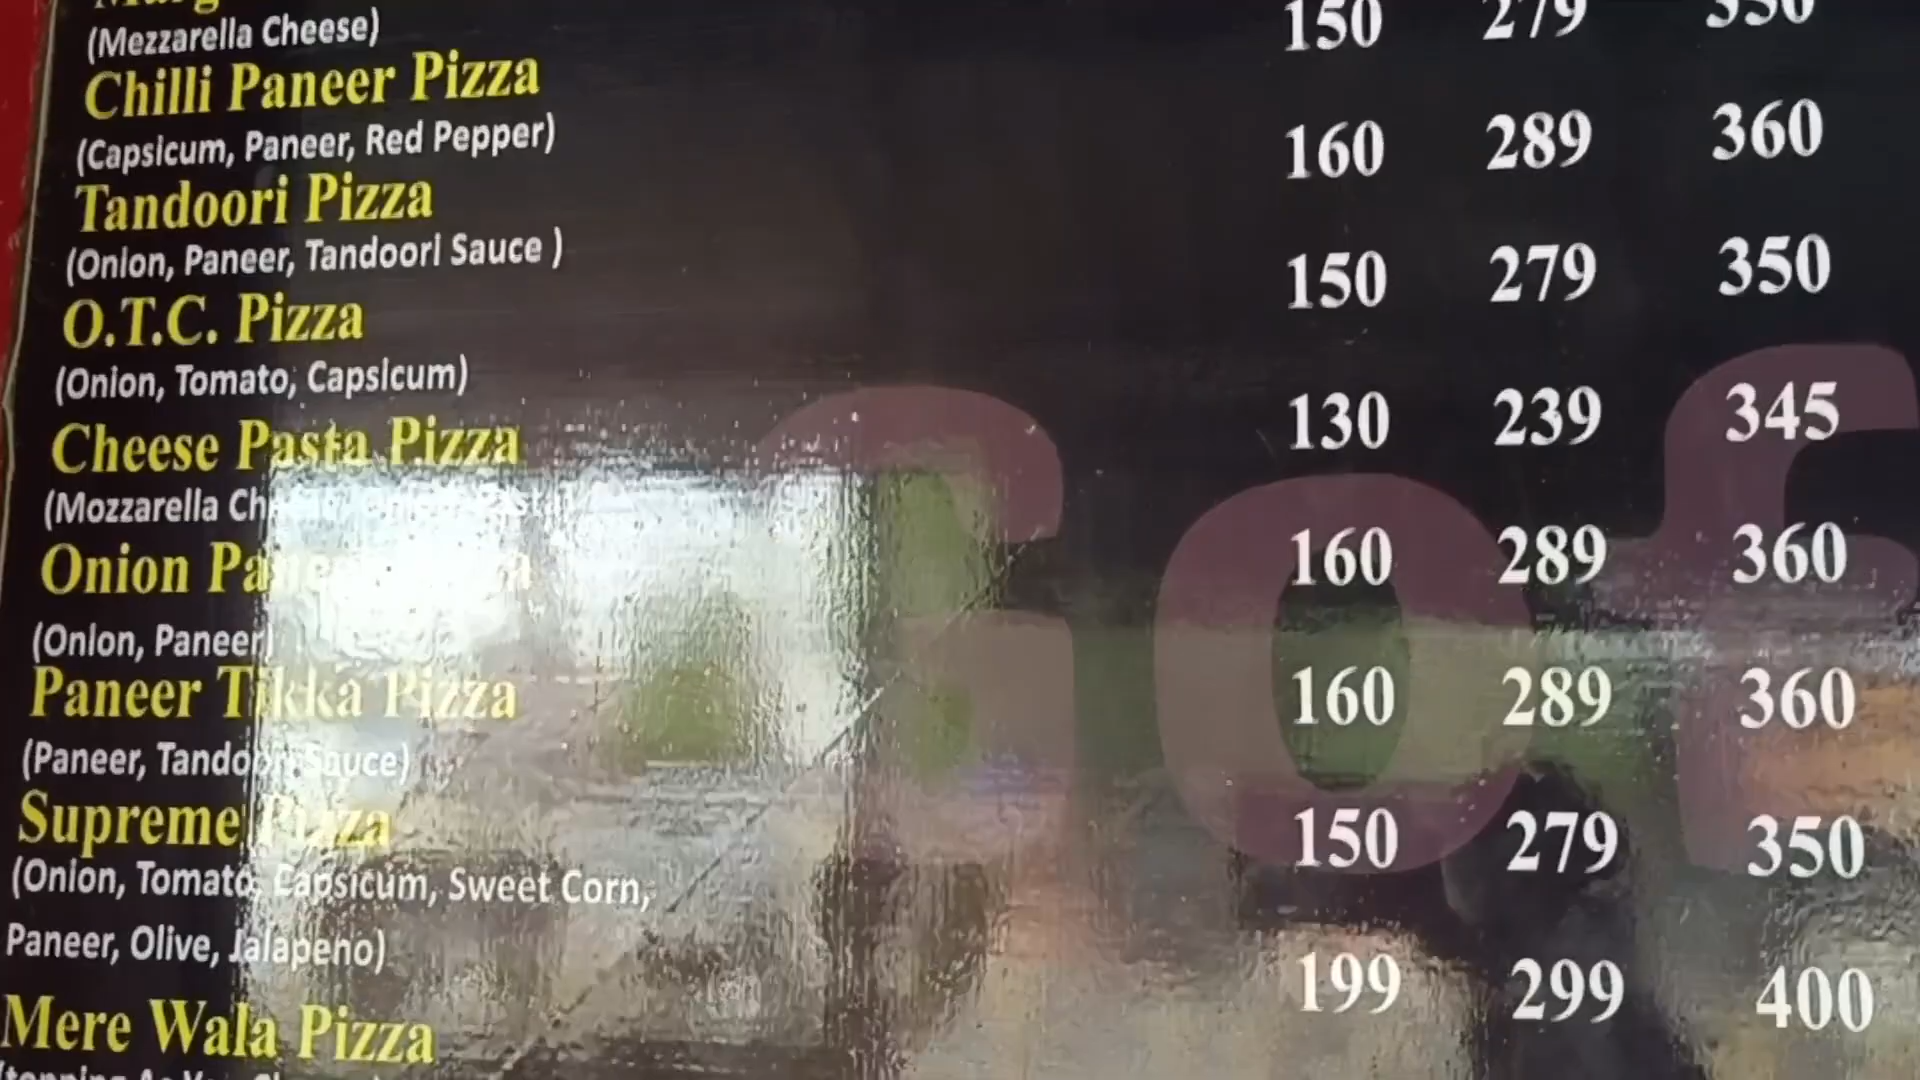 (Mezzarella Cheese)
150 279 350
Chilli Paneer Pizza
(Capsicum, Paneer, Red Pepper)
160 289 360
Tandoori Pizza
(Onion, Paneer, Tandoori Sauce )
150 279 350
O.T.C. Pizza
(Onion, Tomato, Capsicum)
130 239 345
Cheese Pasta Pizza
(Mozzarella
160 289 360
Onion
(Onion, Paneer)
160 289 360
Paneer Tikka Pizza
(Paneer, Tandoori Sauce)
150 279 350
Supreme Pizza
(Onion, Tomato, Capsicum, Sweet Corn,
Paneer, Olive, Jalapeno)
199 299 400
Mere Wala Pizza